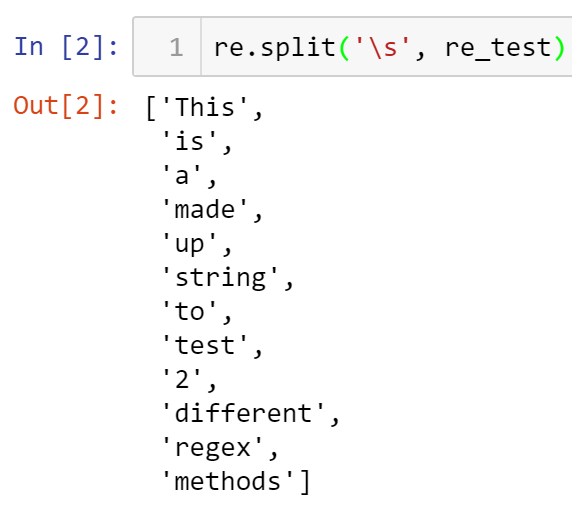 In [2]: 1 re.split('\s', re_test)
Out[2]: ['This',
'is',
'a',
'made',
'up',
'string',
'to',
'test',
'2',
'different',
'regex',
'methods']